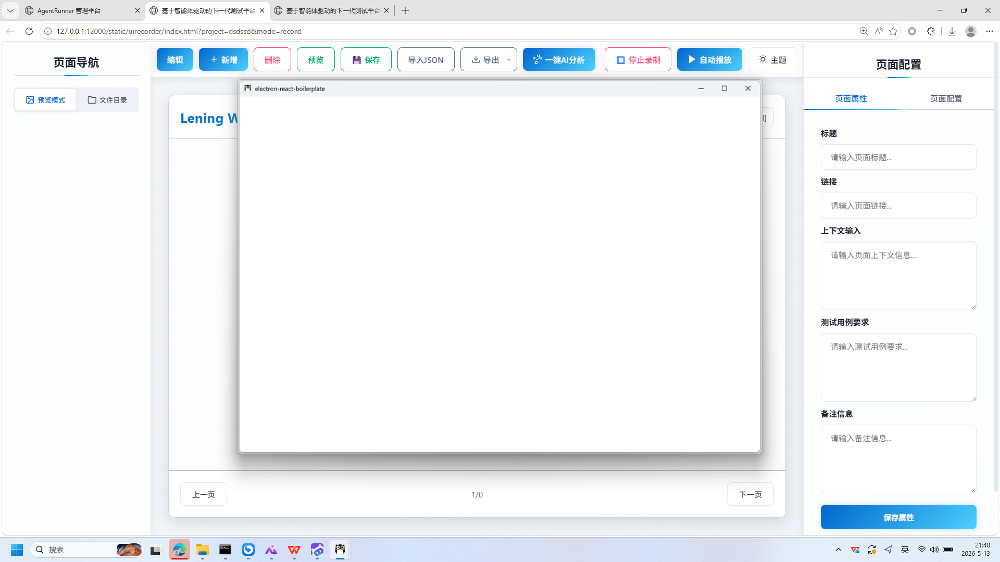 AgentRunner 管理平台
基于智能体驱动的下一代测试平台
基于智能体驱动的下一代测试平台
127.0.0.1:12000/static/uirecorder/index.html?project=dsdssd&mode=record
页面导航
预览模式
文件目录
编辑
新增
删除
预览
保存
导入JSON
导出
一键AI分析
停止录制
自动播放
主题
electron-react-boilerplate
Lening W
页面配置
页面属性
页面配置
标题
请输入页面标题...
链接
请输入页面链接...
上下文输入
请输入页面上下文信息...
测试用例要求
请输入测试用例要求...
备注信息
请输入备注信息...
保存属性
上一页
1/0
下一页
搜索
英
21:48
2026-5-13